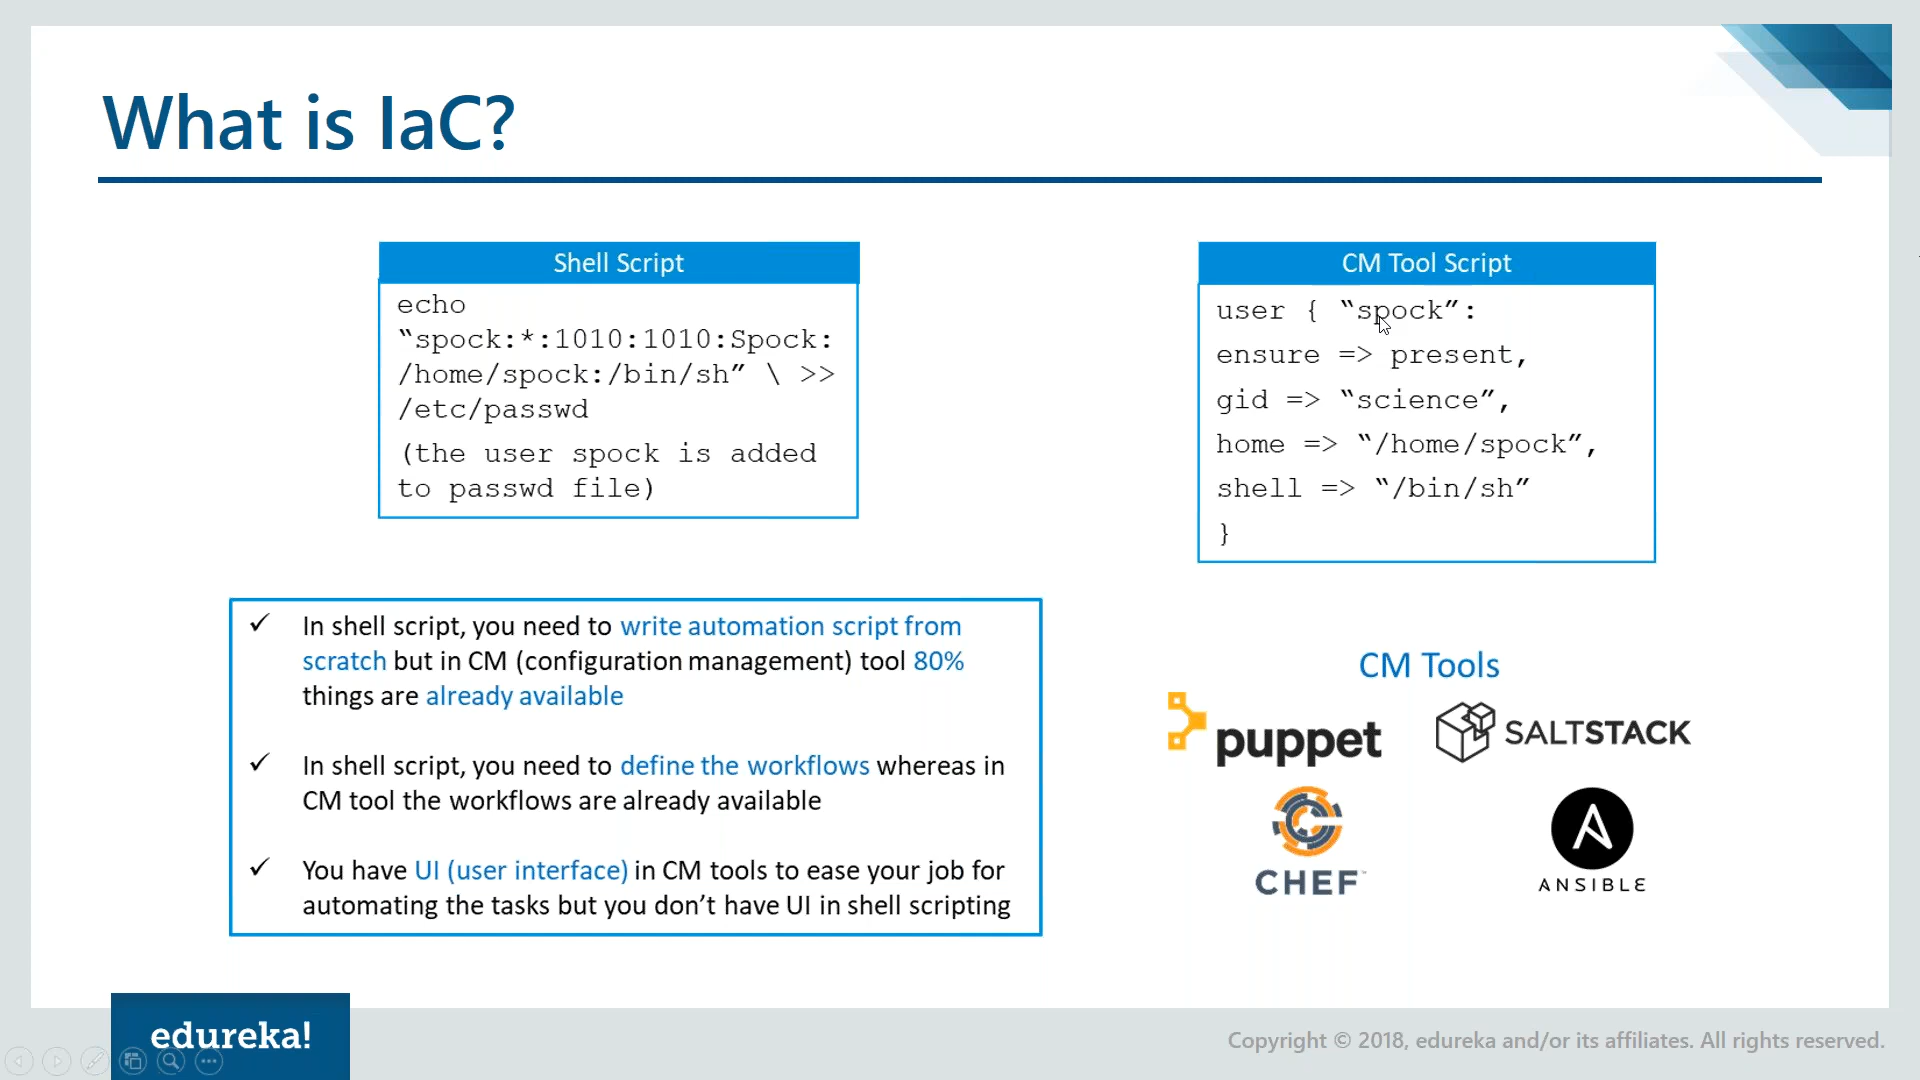 What is IaC?
Shell Script
echo
“spock:*:1010:1010:Spock:
/home/spock:/bin/sh” \ >>
/etc/passwd
(the user spock is added
to passwd file)
CM Tool Script
user { “spock”:
ensure => present,
gid => “science”,
home => “/home/spock”,
shell => “/bin/sh”
}
✓ In shell script, you need to write automation script from
scratch but in CM (configuration management) tool 80%
things are already available
✓ In shell script, you need to define the workflows whereas in
CM tool the workflows are already available
✓ You have UI (user interface) in CM tools to ease your job for
automating the tasks but you don’t have UI in shell scripting
CM Tools
puppet
SALTSTACK
CHEF™
ANSIBLE
edureka!
Copyright © 2018, edureka and/or its affiliates. All rights reserved.